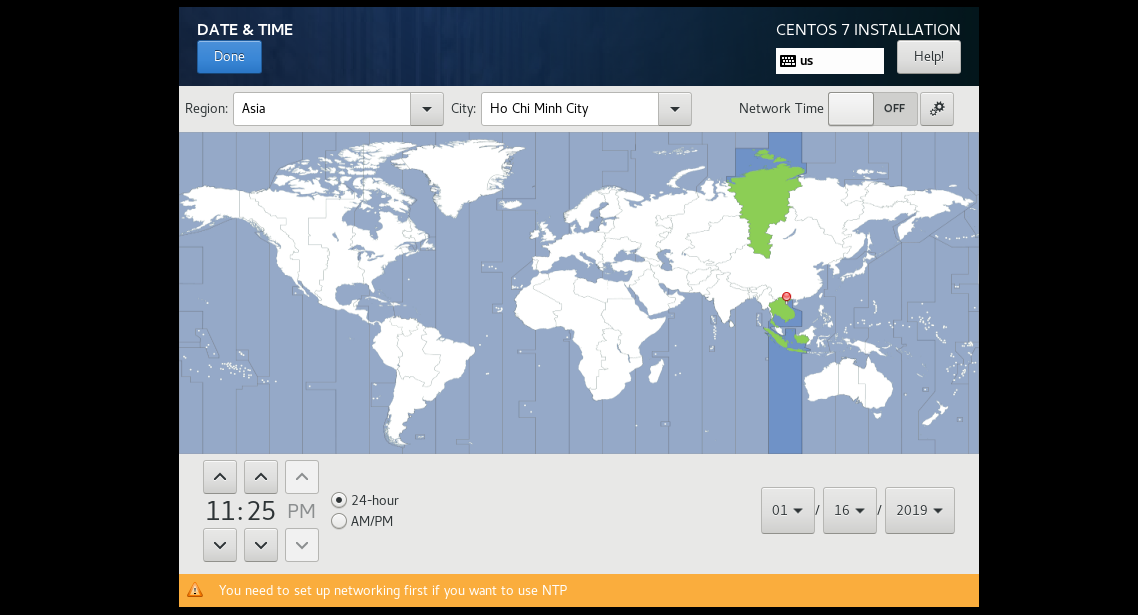 DATE & TIME
CENTOS 7 INSTALLATION
Done
us
Help!
Region: Asia City: Ho Chi Minh City Network Time OFF
11:25 PM
24-hour
AM/PM
01 / 16 / 2019
You need to set up networking first if you want to use NTP